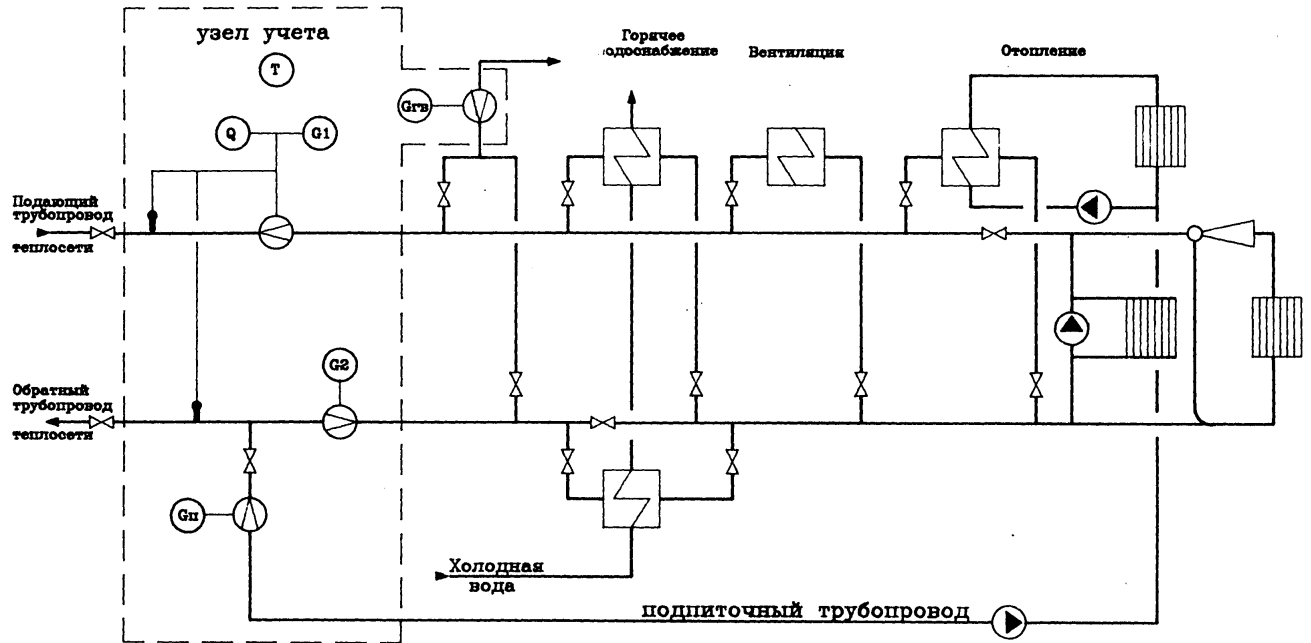 узел учета
T
Gгв
Q
G1
Горячее
одоснабжение
Вентиляция
Отопление
Подающий
трубопровод
теплосети
G2
Обратный
трубопровод
теплосети
Gп
Холодная
вода
подпиточный трубопровод